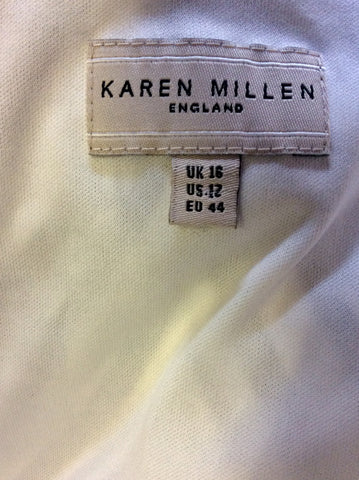 KAREN MILLEN
ENGLAND
UK 16
US 12
EU 44